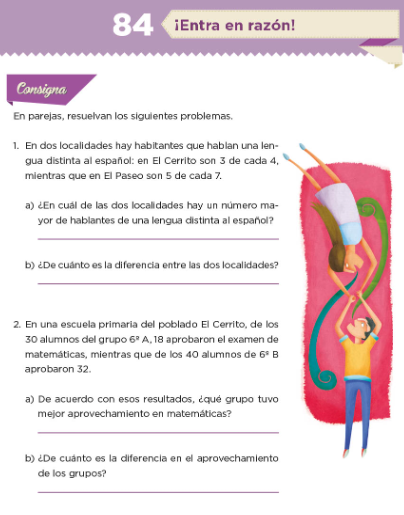 84 ¡Entra en razón!
Consigna
En parejas, resuelvan los siguientes problemas.
1. En dos localidades hay habitantes que hablan una len-
gua distinta al español: en El Cerrito son 3 de cada 4,
mientras que en El Paseo son 5 de cada 7.
a) ¿En cuál de las dos localidades hay un número ma-
yor de hablantes de una lengua distinta al español?
b) ¿De cuánto es la diferencia entre las dos localidades?
2. En una escuela primaria del poblado El Cerrito, de los
30 alumnos del grupo 6º A, 18 aprobaron el examen de
matemáticas, mientras que de los 40 alumnos de 6º B
aprobaron 32.
a) De acuerdo con esos resultados, ¿qué grupo tuvo
mejor aprovechamiento en matemáticas?
b) ¿De cuánto es la diferencia en el aprovechamiento
de los grupos?